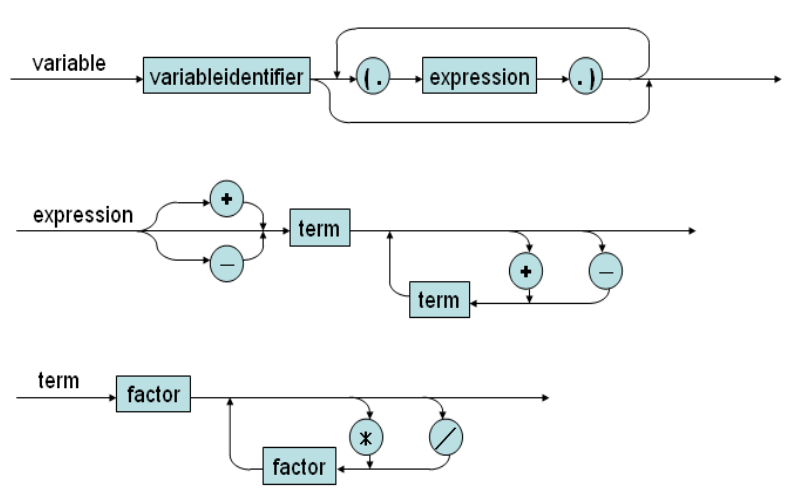 variable
variableidentifier (. expression .)
+
expression
term
−
+ −
term
term
factor
* /
factor